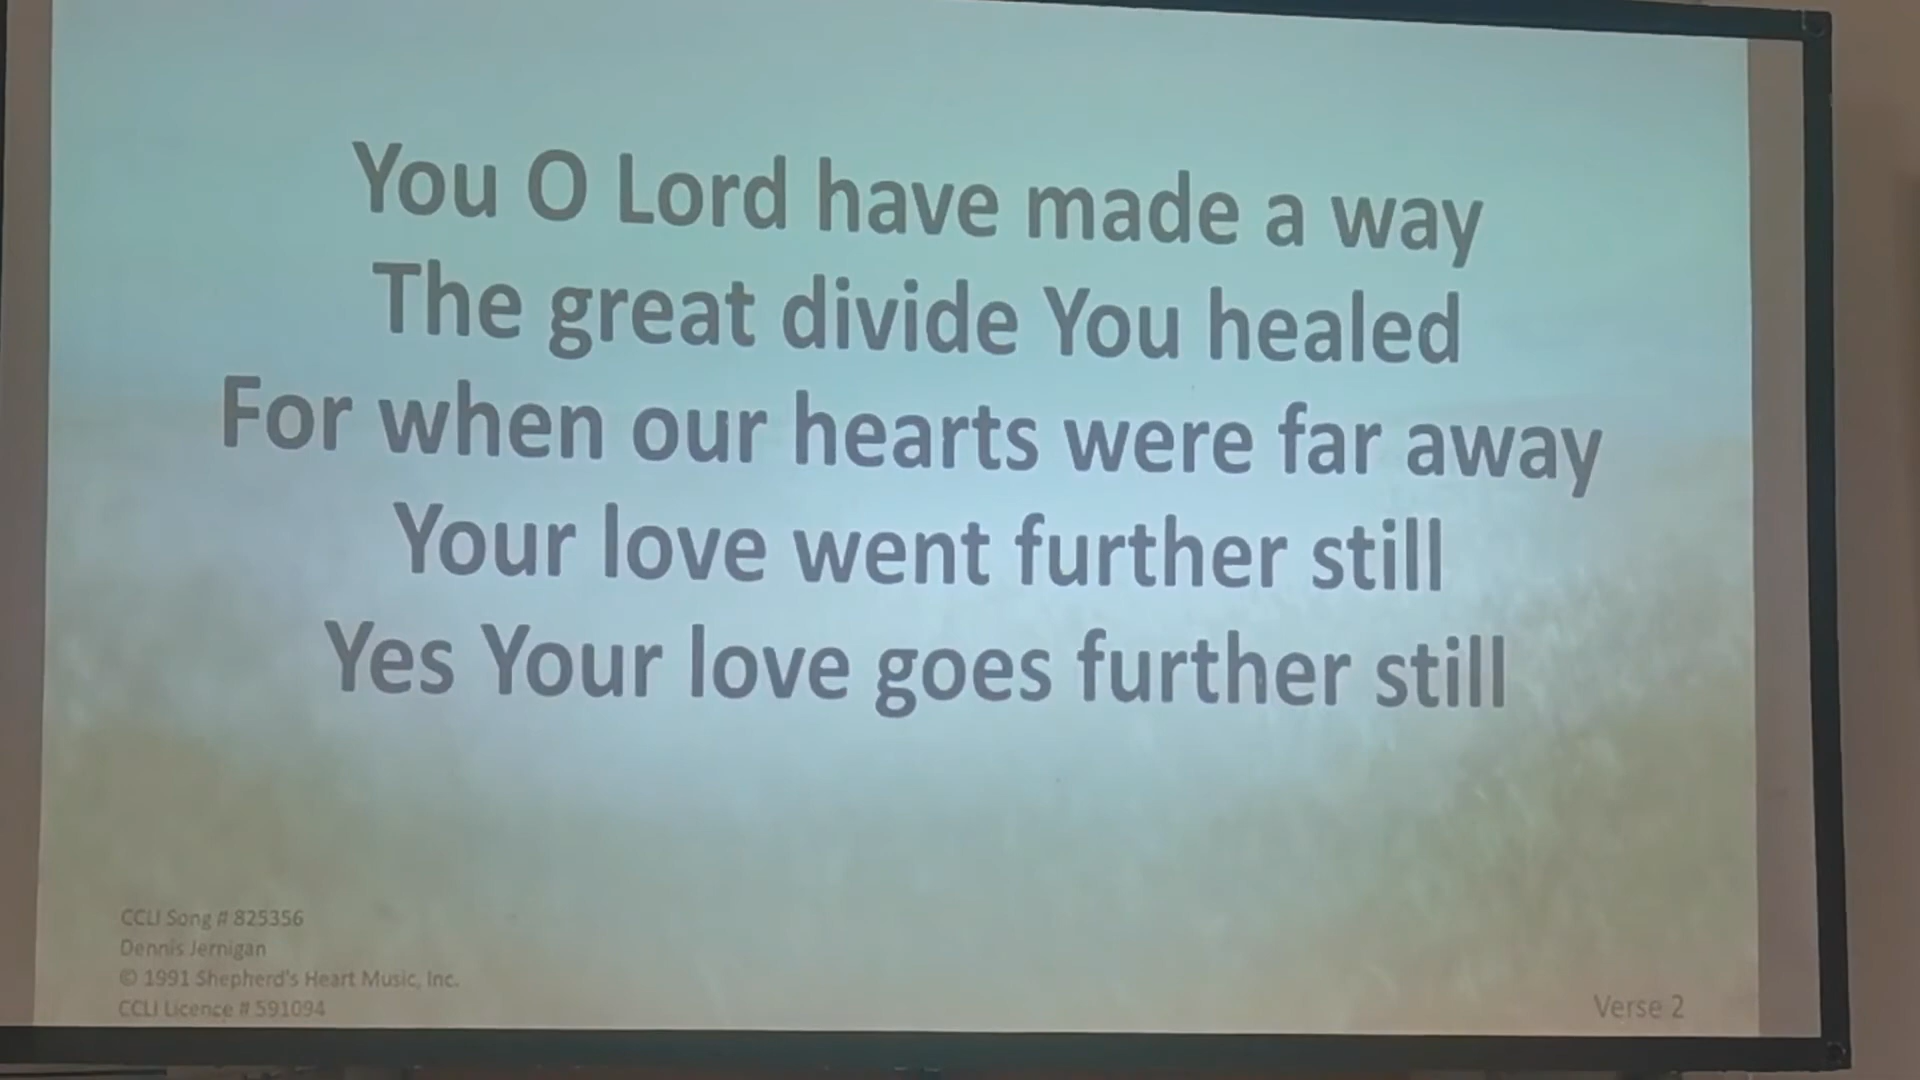 You O Lord have made a way
The great divide You healed
For when our hearts were far away
Your love went further still
Yes Your love goes further still
CCLI Song # 825356
Dennis Jernigan
© 1991 Shepherd's Heart Music, Inc.
CCLI Licence # 591094
Verse 2